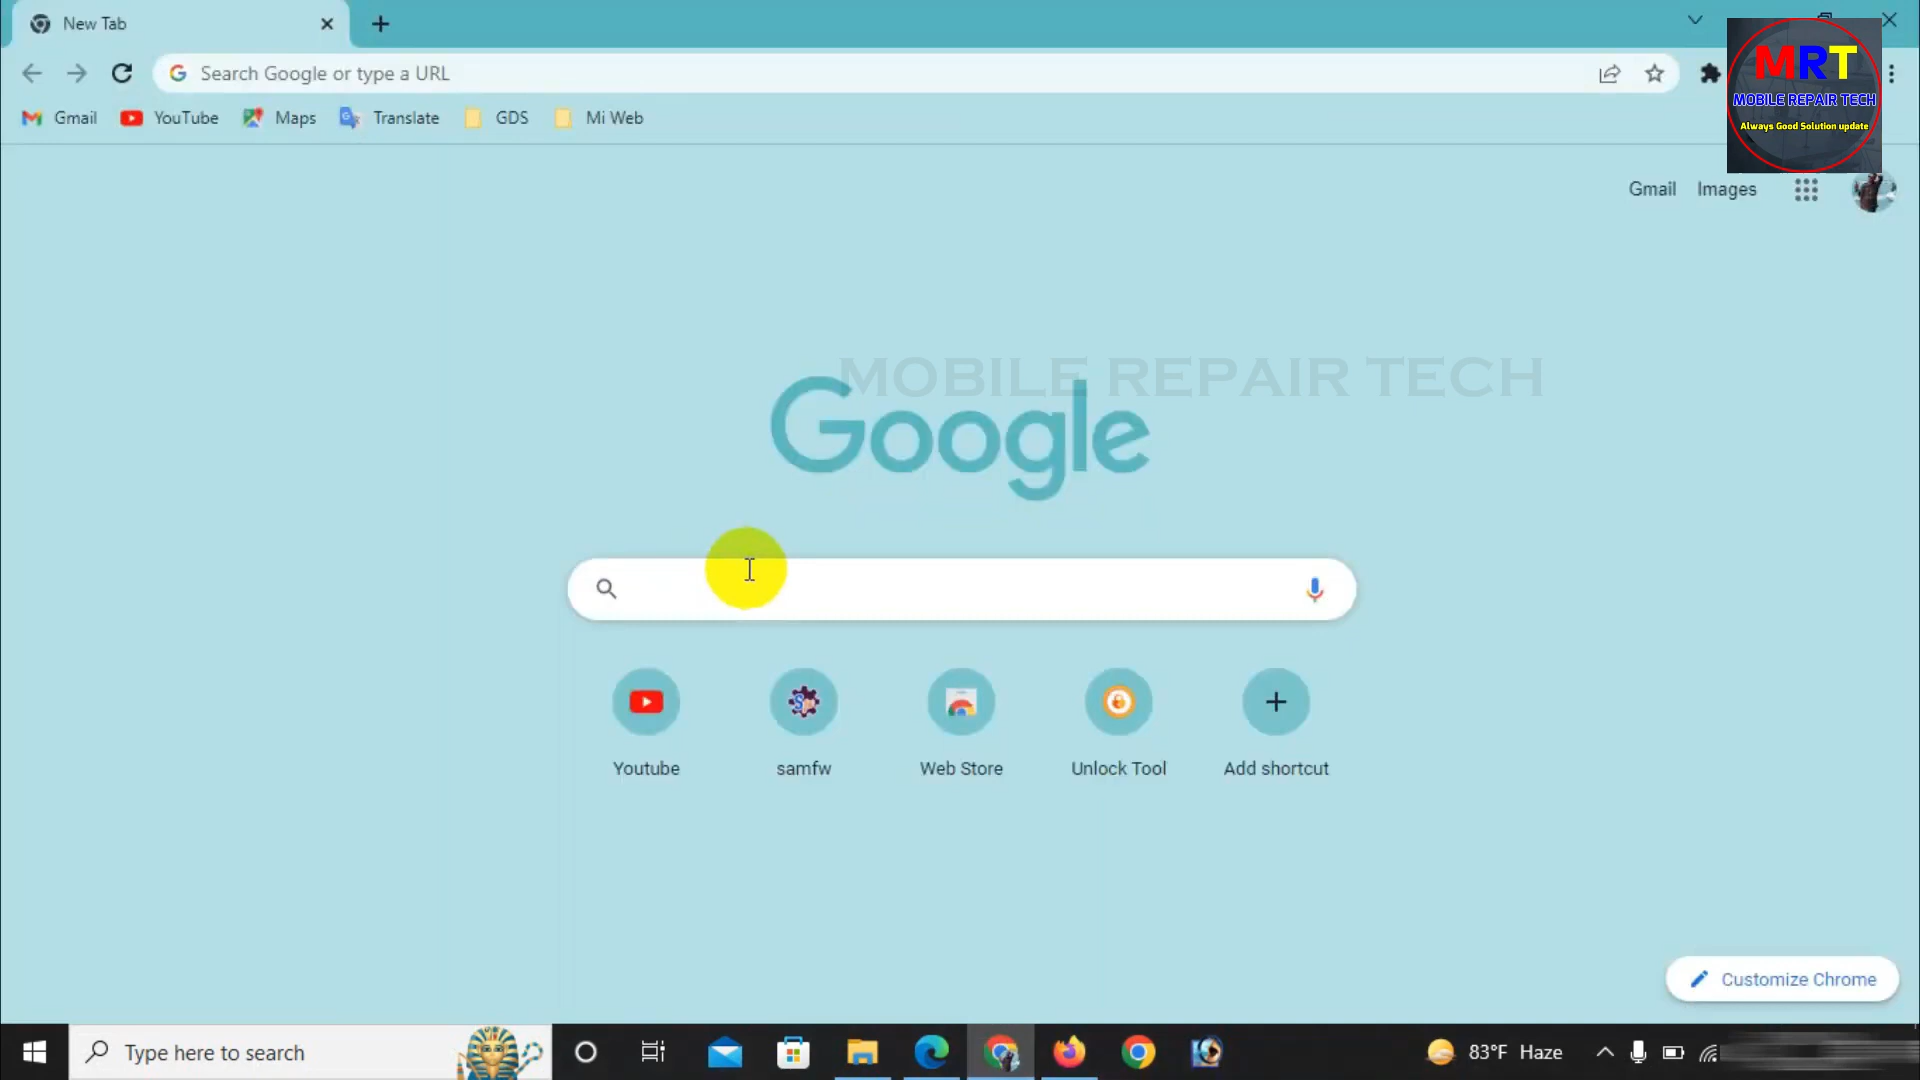 New Tab
Search Google or type a URL
MRT
MOBILE REPAIR TECH
Always Good Solution update
Gmail YouTube Maps Translate GDS Mi Web
Gmail Images
MOBILE REPAIR TECH
Google
Youtube samfw Web Store Unlock Tool Add shortcut
Customize Chrome
Type here to search
83°F Haze